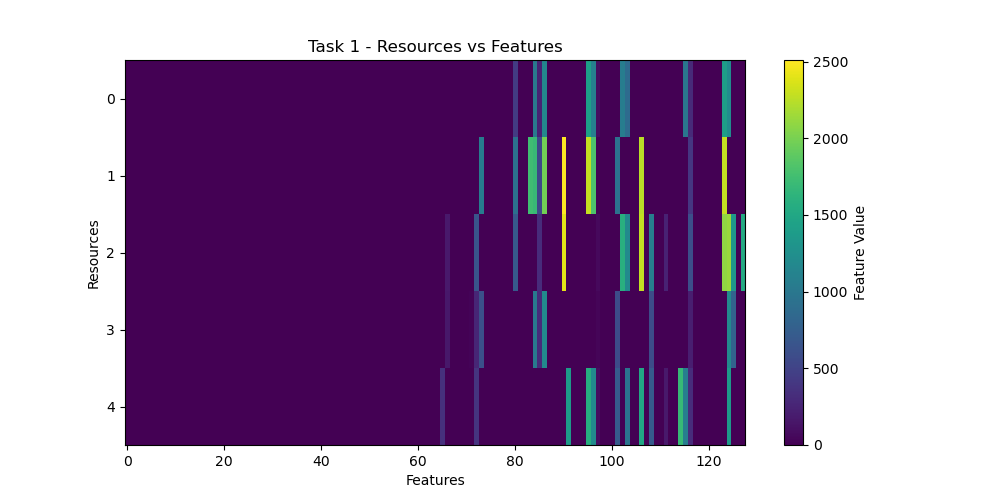 Task 1 - Resources vs Features
Resources
0
1
2
3
4
0 20 40 60 80 100 120
Features
2500
2000
1500
1000
500
0
Feature Value